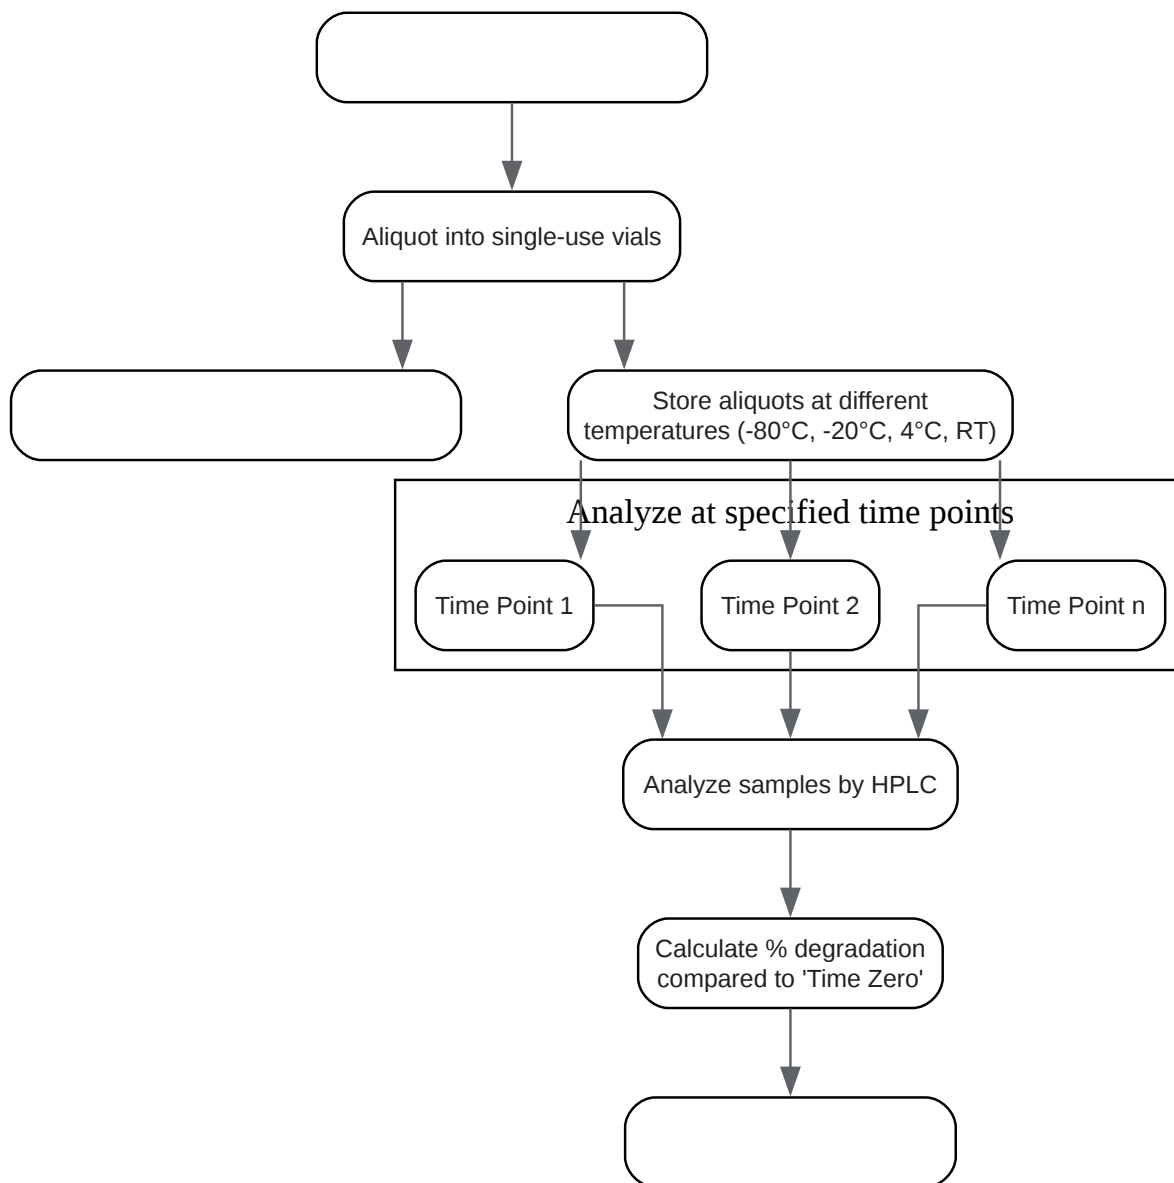 Aliquot into single-use vials
Store aliquots at different
temperatures (-80°C, -20°C, 4°C, RT)
Analyze at specified time points
Time Point 1
Time Point 2
Time Point n
Analyze samples by HPLC
Calculate % degradation
compared to 'Time Zero'